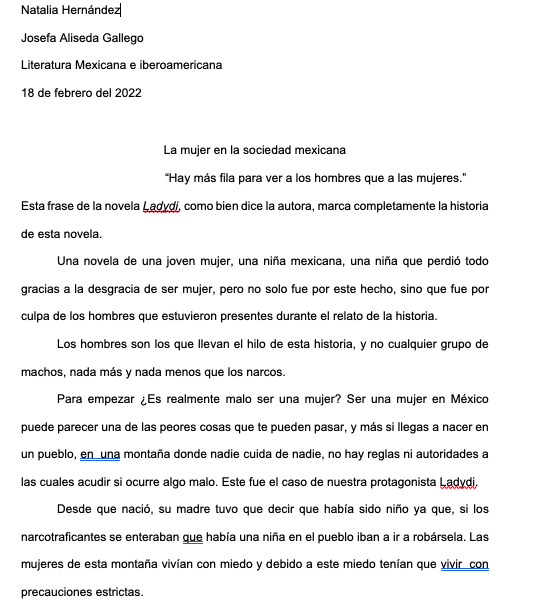 Natalia Hernández
Josefa Aliseda Gallego
Literatura Mexicana e iberoamericana
18 de febrero del 2022
La mujer en la sociedad mexicana
“Hay más fila para ver a los hombres que a las mujeres.”
Esta frase de la novela Ladydi, como bien dice la autora, marca completamente la historia
de esta novela.
Una novela de una joven mujer, una niña mexicana, una niña que perdió todo
gracias a la desgracia de ser mujer, pero no solo fue por este hecho, sino que fue por
culpa de los hombres que estuvieron presentes durante el relato de la historia.
Los hombres son los que llevan el hilo de esta historia, y no cualquier grupo de
machos, nada más y nada menos que los narcos.
Para empezar ¿Es realmente malo ser una mujer? Ser una mujer en México
puede parecer una de las peores cosas que te pueden pasar, y más si llegas a nacer en
un pueblo, en una montaña donde nadie cuida de nadie, no hay reglas ni autoridades a
las cuales acudir si ocurre algo malo. Este fue el caso de nuestra protagonista Ladydi.
Desde que nació, su madre tuvo que decir que había sido niño ya que, si los
narcotraficantes se enteraban que había una niña en el pueblo iban a ir a robársela. Las
mujeres de esta montaña vivían con miedo y debido a este miedo tenían que vivir con
precauciones estrictas.